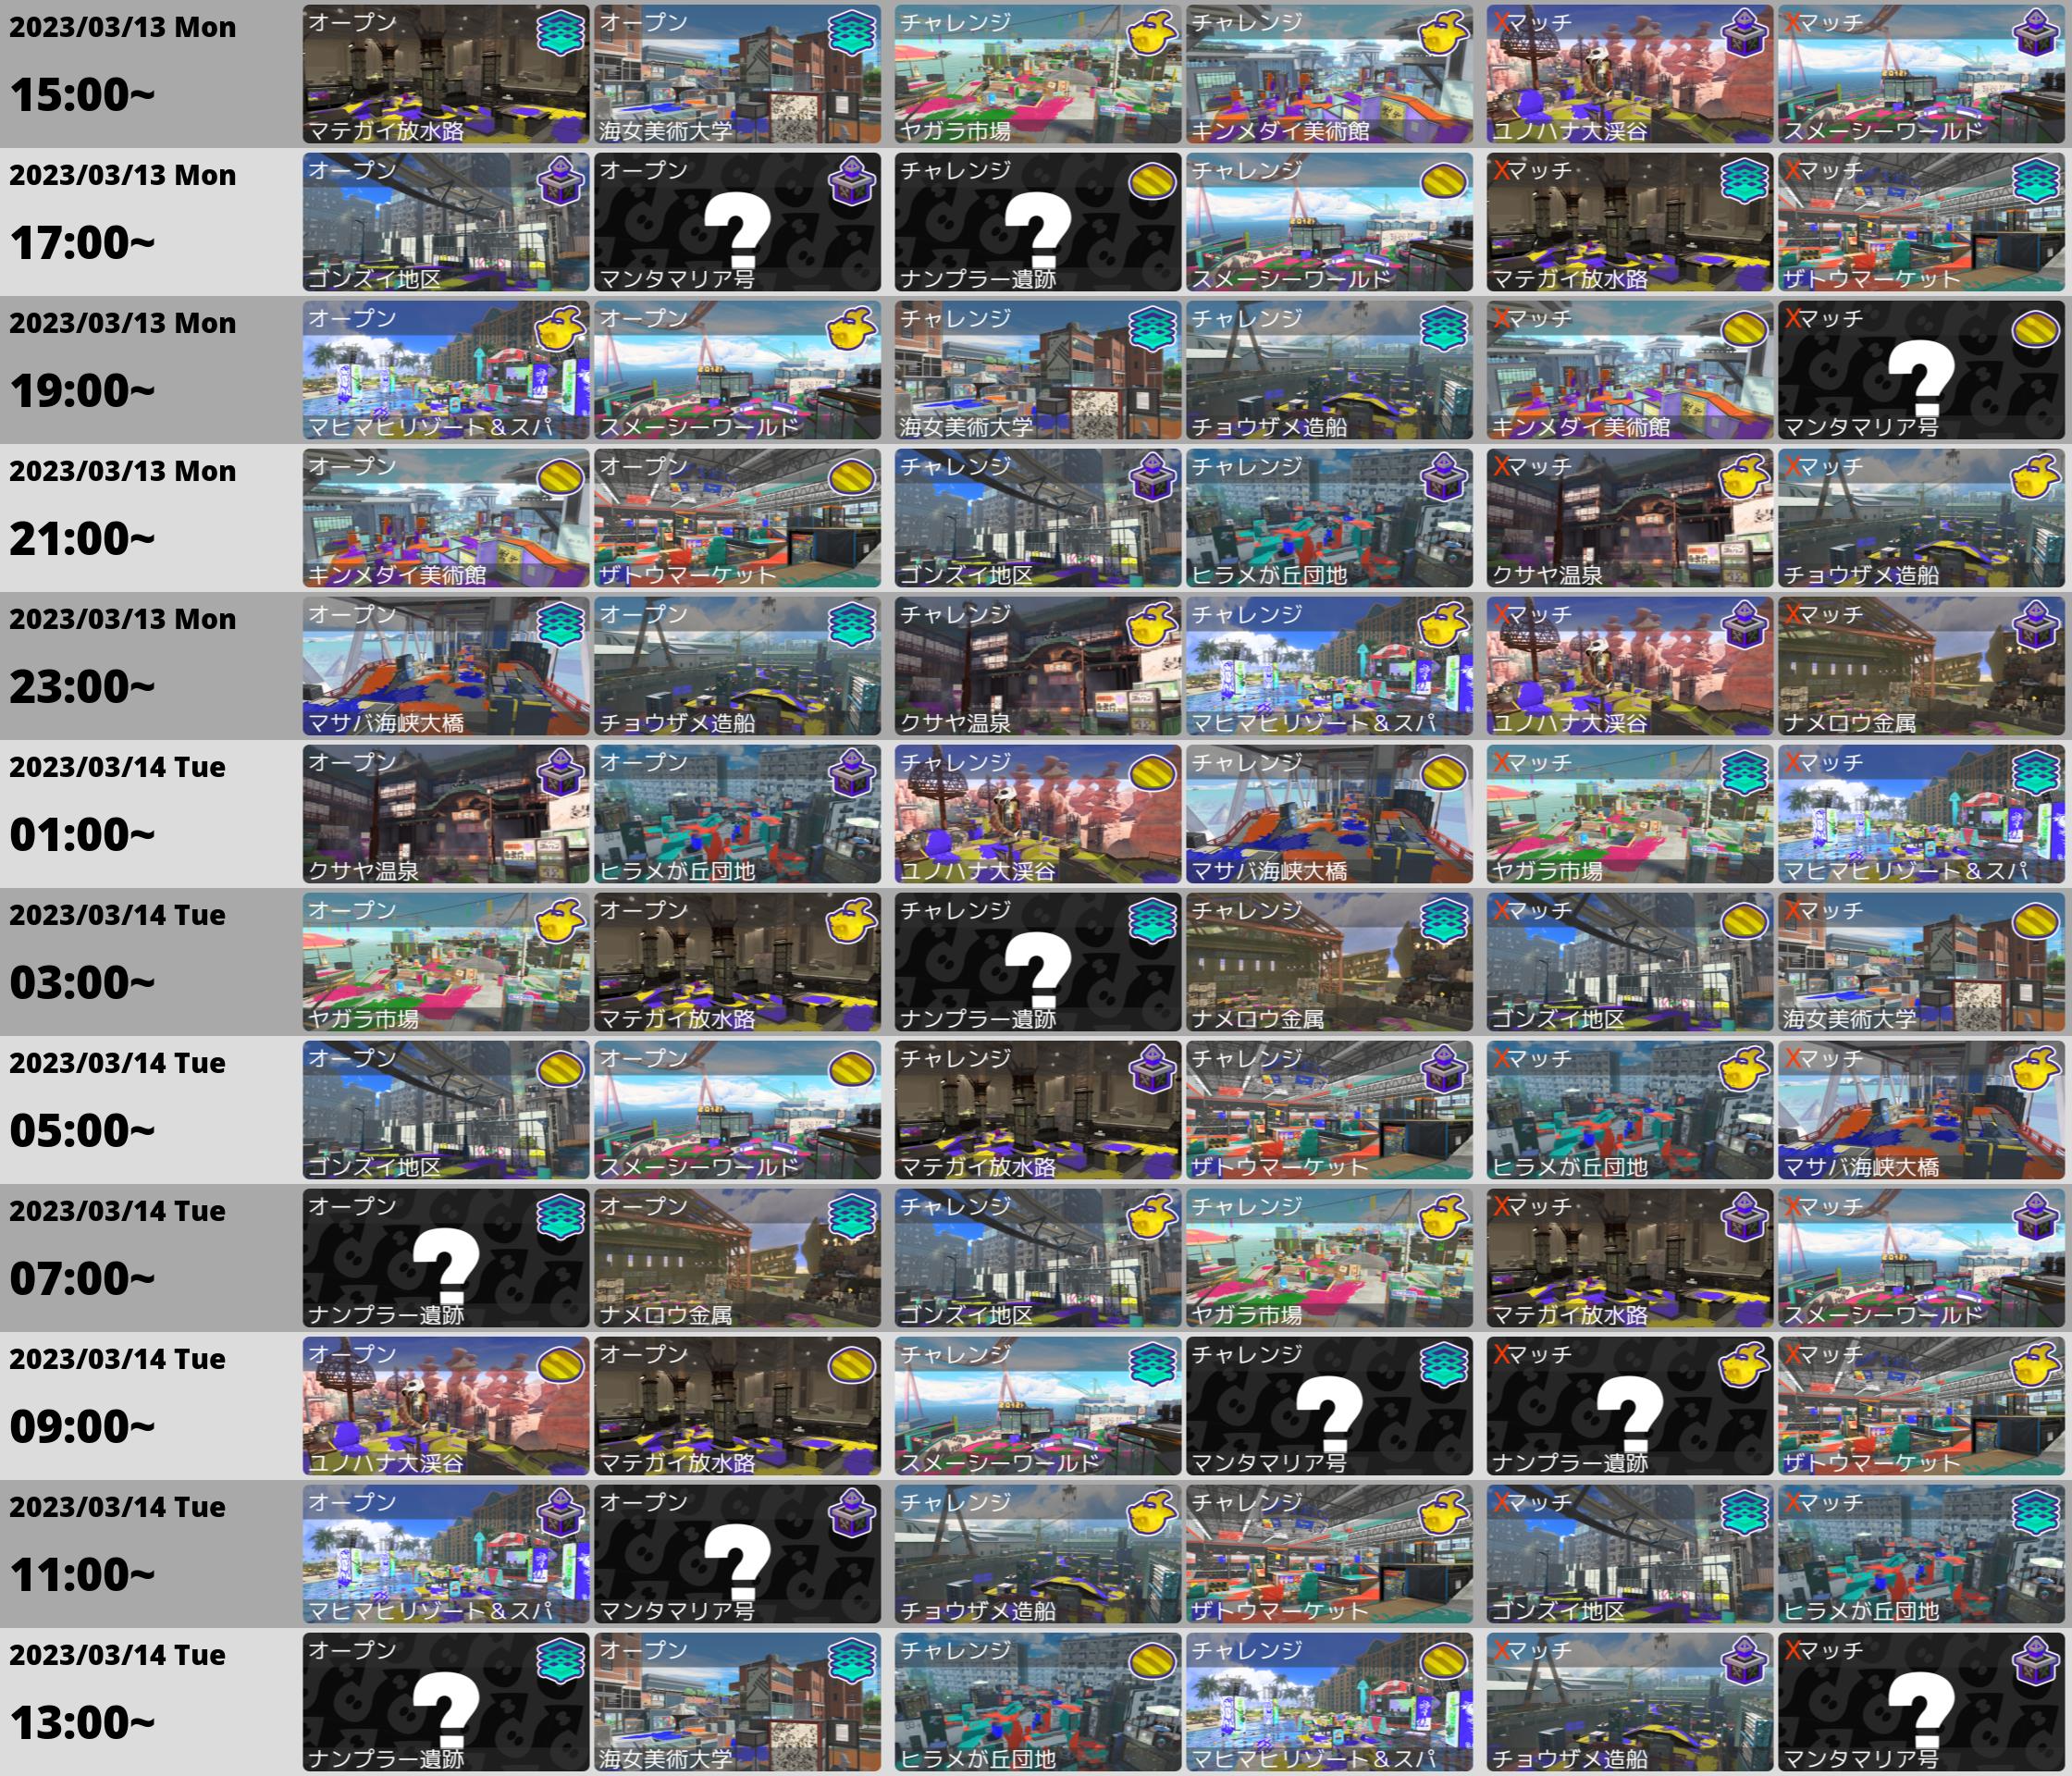 2023/03/13 Mon
15:00~
オープン
マテガイ放水路
オープン
海女美術大学
チャレンジ
ヤガラ市場
チャレンジ
キンメダイ美術館
Xマッチ
ユノハナ大渓谷
Xマッチ
スメーシーワールド
2023/03/13 Mon
17:00~
オープン
ゴンズイ地区
オープン
?
マンタマリア号
チャレンジ
?
ナンプラー遺跡
チャレンジ
スメーシーワールド
Xマッチ
マテガイ放水路
Xマッチ
ザトウマーケット
2023/03/13 Mon
19:00~
オープン
マヒマヒリゾート&スパ
オープン
スメーシーワールド
チャレンジ
海女美術大学
チャレンジ
チョウザメ造船
Xマッチ
キンメダイ美術館
Xマッチ
?
マンタマリア号
2023/03/13 Mon
21:00~
オープン
キンメダイ美術館
オープン
ザトウマーケット
チャレンジ
ゴンズイ地区
チャレンジ
ヒラメが丘団地
Xマッチ
クサヤ温泉
Xマッチ
チョウザメ造船
2023/03/13 Mon
23:00~
オープン
マサバ海峡大橋
オープン
チョウザメ造船
チャレンジ
クサヤ温泉
チャレンジ
マヒマヒリゾート&スパ
Xマッチ
ユノハナ大渓谷
Xマッチ
ナメロウ金属
2023/03/14 Tue
01:00~
オープン
クサヤ温泉
オープン
ヒラメが丘団地
チャレンジ
ユノハナ大渓谷
チャレンジ
マサバ海峡大橋
Xマッチ
ヤガラ市場
Xマッチ
マヒマヒリゾート&スパ
2023/03/14 Tue
03:00~
オープン
ヤガラ市場
オープン
マテガイ放水路
チャレンジ
?
ナンプラー遺跡
チャレンジ
ナメロウ金属
Xマッチ
ゴンズイ地区
Xマッチ
海女美術大学
2023/03/14 Tue
05:00~
オープン
ゴンズイ地区
オープン
スメーシーワールド
チャレンジ
マテガイ放水路
チャレンジ
ザトウマーケット
Xマッチ
ヒラメが丘団地
Xマッチ
マサバ海峡大橋
2023/03/14 Tue
07:00~
オープン
?
ナンプラー遺跡
オープン
ナメロウ金属
チャレンジ
ゴンズイ地区
チャレンジ
ヤガラ市場
Xマッチ
マテガイ放水路
Xマッチ
スメーシーワールド
2023/03/14 Tue
09:00~
オープン
ユノハナ大渓谷
オープン
マテガイ放水路
チャレンジ
スメーシーワールド
チャレンジ
?
マンタマリア号
Xマッチ
?
ナンプラー遺跡
Xマッチ
ザトウマーケット
2023/03/14 Tue
11:00~
オープン
マヒマヒリゾート&スパ
オープン
?
マンタマリア号
チャレンジ
チョウザメ造船
チャレンジ
ザトウマーケット
Xマッチ
ゴンズイ地区
Xマッチ
ヒラメが丘団地
2023/03/14 Tue
13:00~
オープン
?
ナンプラー遺跡
オープン
海女美術大学
チャレンジ
ヒラメが丘団地
チャレンジ
マヒマヒリゾート&スパ
Xマッチ
チョウザメ造船
Xマッチ
?
マンタマリア号